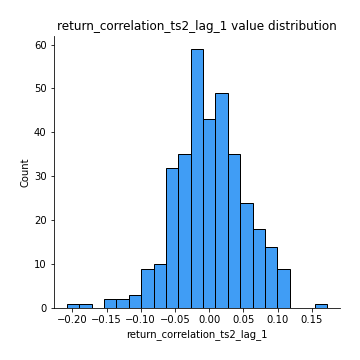 return_correlation_ts2_lag_1 value distribution
60
50
40
30
20
10
0
Count
−0.20 −0.15 −0.10 −0.05 0.00 0.05 0.10 0.15
return_correlation_ts2_lag_1